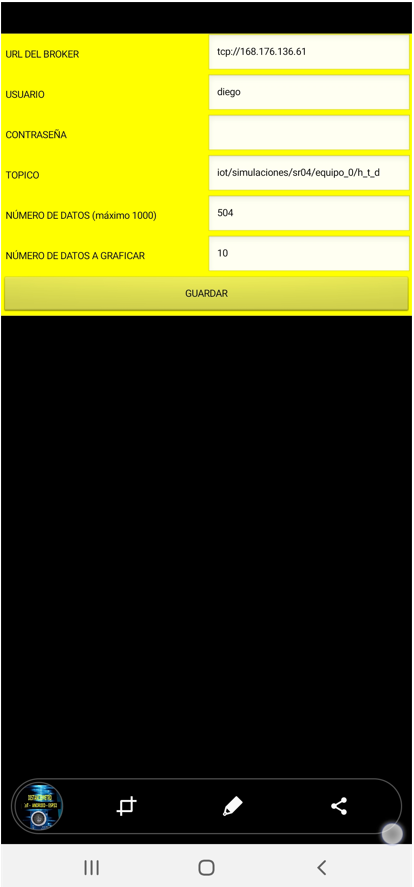 URL DEL BROKER
tcp://168.176.136.61
USUARIO
diego
CONTRASEÑA
TOPICO
iot/simulaciones/sr04/equipo_0/h_t_d
NÚMERO DE DATOS (máximo 1000)
504
NÚMERO DE DATOS A GRAFICAR
10
GUARDAR